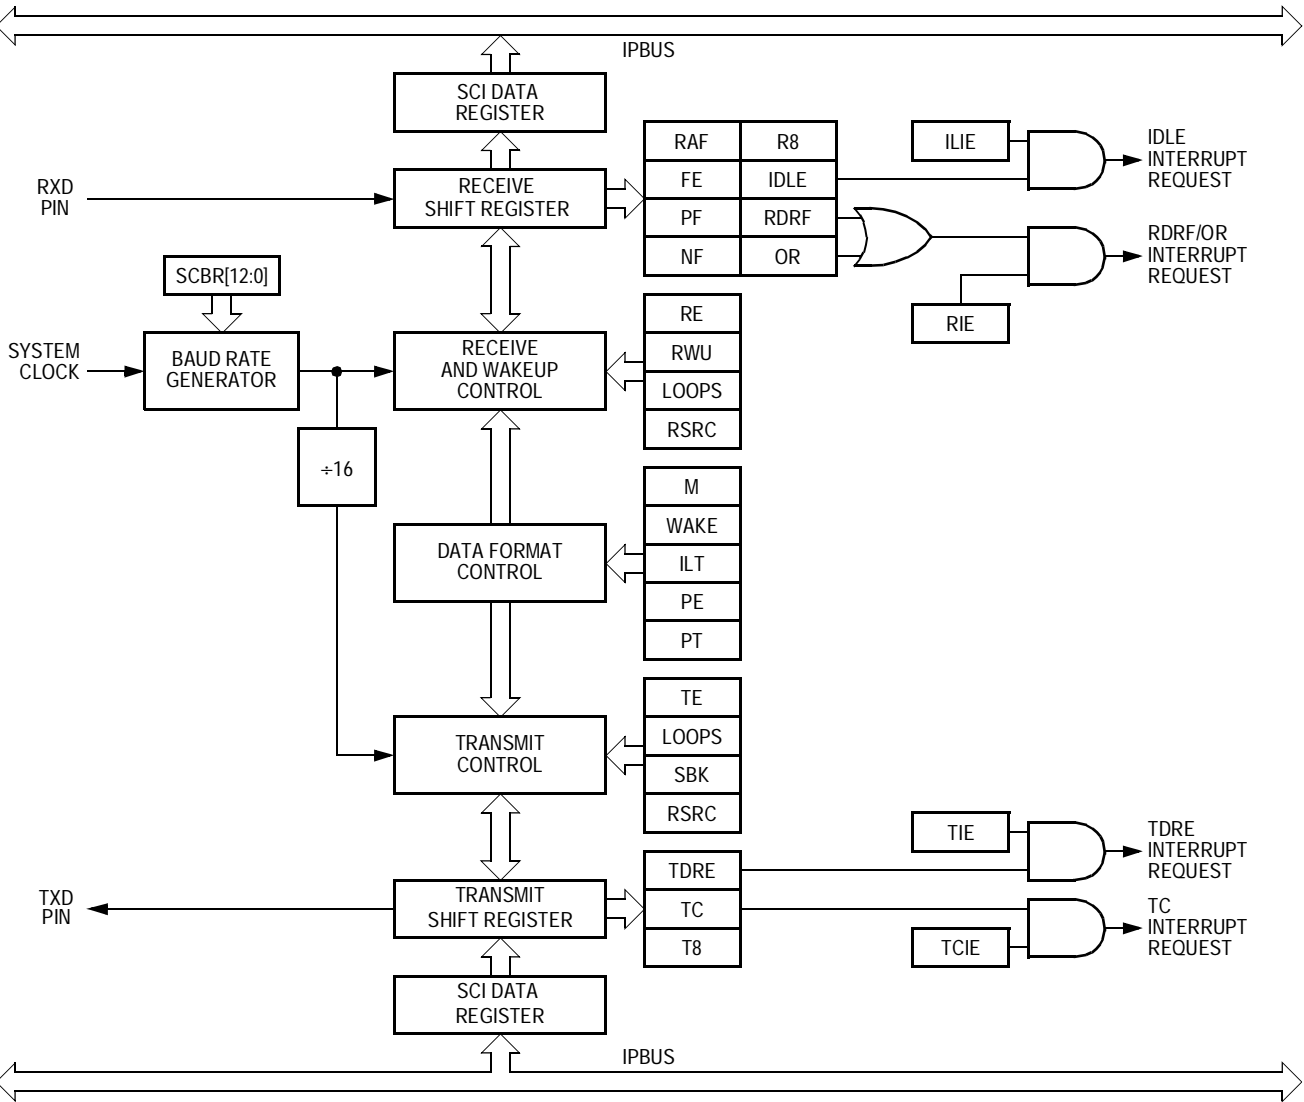 IPBUS
SCI DATA
REGISTER
RXD
PIN
RECEIVE
SHIFT REGISTER
RAF
R8
FE
IDLE
PF
RDRF
NF
OR
ILIE
IDLE
INTERRUPT
REQUEST
RDRF/OR
INTERRUPT
REQUEST
RIE
SCBR[12:0]
SYSTEM
CLOCK
BAUD RATE
GENERATOR
RECEIVE
AND WAKEUP
CONTROL
RE
RWU
LOOPS
RSRC
÷16
DATA FORMAT
CONTROL
M
WAKE
ILT
PE
PT
TRANSMIT
CONTROL
TE
LOOPS
SBK
RSRC
TIE
TDRE
INTERRUPT
REQUEST
TXD
PIN
TRANSMIT
SHIFT REGISTER
TDRE
TC
T8
TCIE
TC
INTERRUPT
REQUEST
SCI DATA
REGISTER
IPBUS